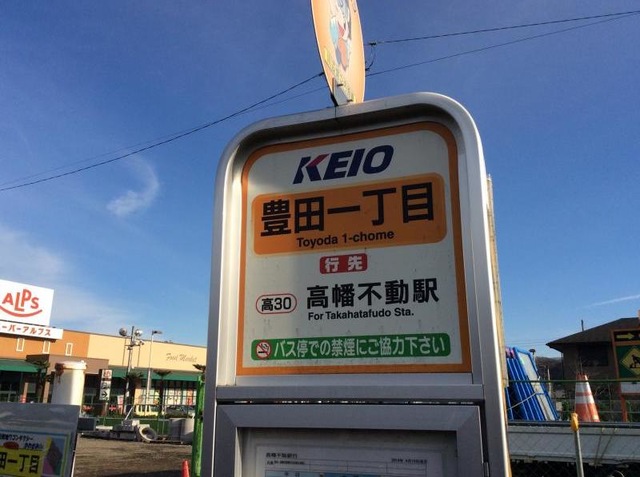 KEIO
豊田一丁目
Toyoda 1-chome
行先
高30 高幡不動駅
For Takahatafudo Sta.
バス停での禁煙にご協力下さい
ALPS
ーパーアルプス
Food Market
田一丁目